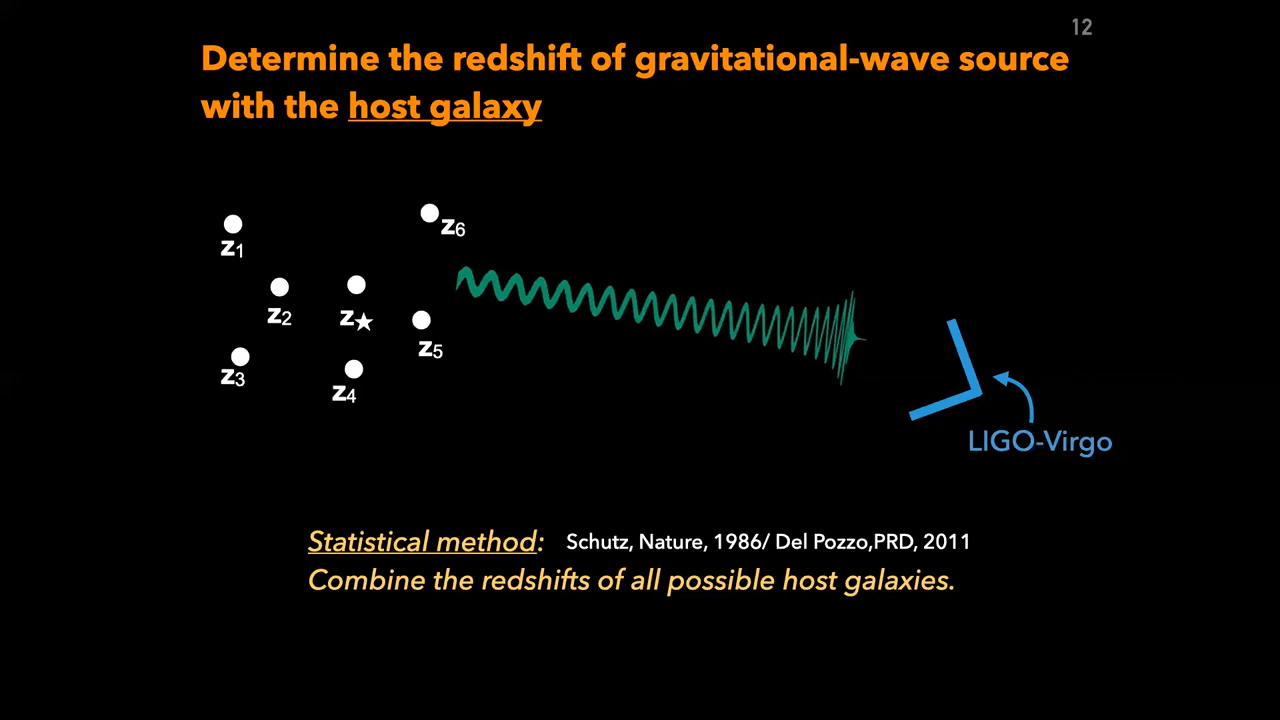 12
Determine the redshift of gravitational-wave source
with the host galaxy
z1
z6
z2
z★
z5
z3
z4
LIGO-Virgo
Statistical method: Schutz, Nature, 1986/ Del Pozzo,PRD, 2011
Combine the redshifts of all possible host galaxies.